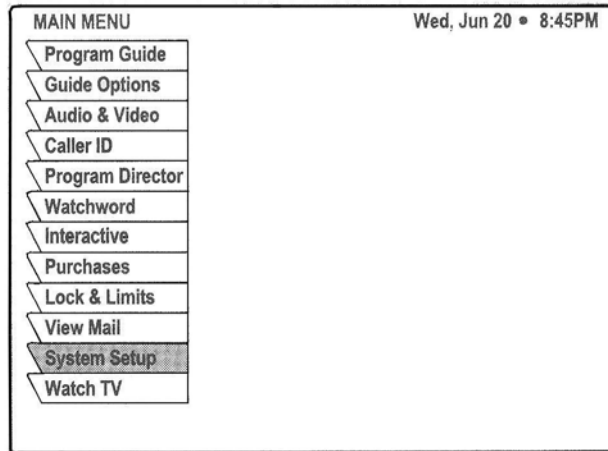 MAIN MENU Wed, Jun 20 • 8:45PM
Program Guide
Guide Options
Audio & Video
Caller ID
Program Director
Watchword
Interactive
Purchases
Lock & Limits
View Mail
System Setup
Watch TV